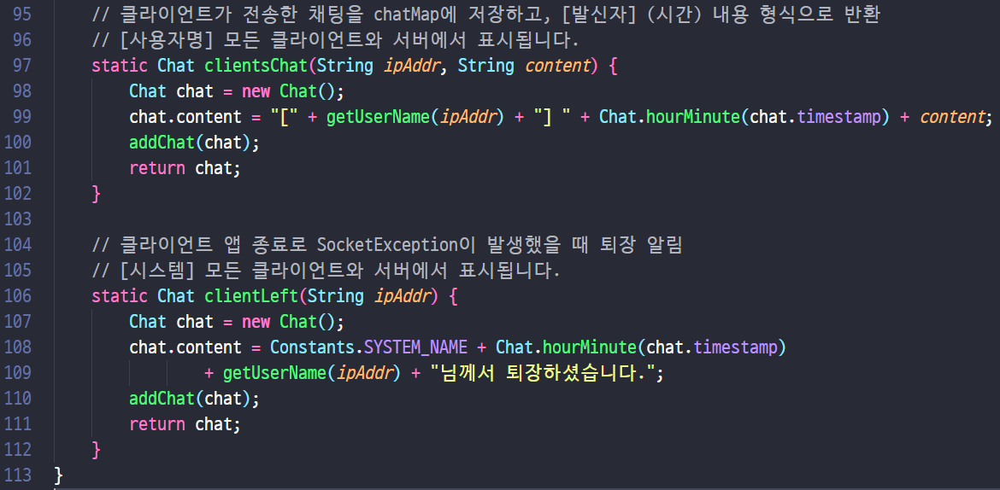 95 // 클라이언트가 전송한 채팅을 chatMap에 저장하고, [발신자] (시간) 내용 형식으로 반환
96 // [사용자명] 모든 클라이언트와 서버에서 표시됩니다.
97 static Chat clientsChat(String ipAddr, String content) {
98 Chat chat = new Chat();
99 chat.content = "[" + getUserName(ipAddr) + "] " + Chat.hourMinute(chat.timestamp) + content;
100 addChat(chat);
101 return chat;
102 }
103
104 // 클라이언트 앱 종료로 SocketException이 발생했을 때 퇴장 알림
105 // [시스템] 모든 클라이언트와 서버에서 표시됩니다.
106 static Chat clientLeft(String ipAddr) {
107 Chat chat = new Chat();
108 chat.content = Constants.SYSTEM_NAME + Chat.hourMinute(chat.timestamp)
109 + getUserName(ipAddr) + "님께서 퇴장하셨습니다.";
110 addChat(chat);
111 return chat;
112 }
113 }